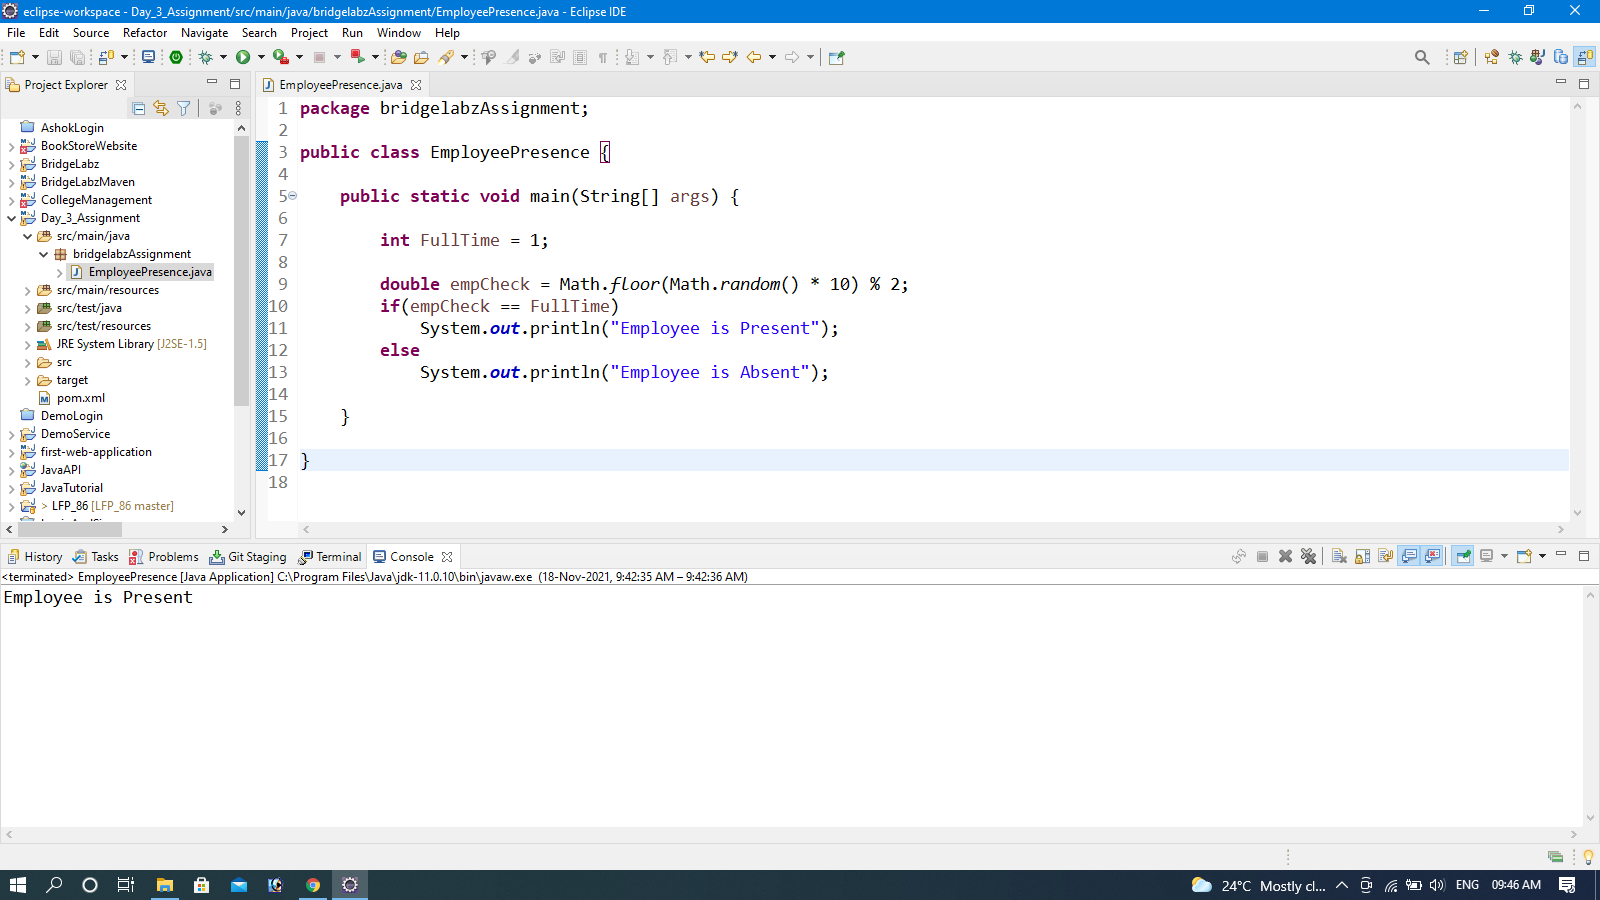 eclipse-workspace - Day_3_Assignment/src/main/java/bridgelabzAssignment/EmployeePresence.java - Eclipse IDE
File Edit Source Refactor Navigate Search Project Run Window Help
Project Explorer
AshokLogin
BookStoreWebsite
BridgeLabz
BridgeLabzMaven
CollegeManagement
Day_3_Assignment
src/main/java
bridgelabzAssignment
EmployeePresence.java
src/main/resources
src/test/java
src/test/resources
JRE System Library [J2SE-1.5]
src
target
pom.xml
DemoLogin
DemoService
first-web-application
JavaAPI
JavaTutorial
> LFP_86 [LFP_86 master]
EmployeePresence.java
1 package bridgelabzAssignment;
2
3 public class EmployeePresence {
4
5 public static void main(String[] args) {
6
7 int FullTime = 1;
8
9 double empCheck = Math.floor(Math.random() * 10) % 2;
10 if(empCheck == FullTime)
11 System.out.println("Employee is Present");
12 else
13 System.out.println("Employee is Absent");
14
15 }
16
17 }
18
History Tasks Problems Git Staging Terminal Console
<terminated> EmployeePresence [Java Application] C:\Program Files\Java\jdk-11.0.10\bin\javaw.exe (18-Nov-2021, 9:42:35 AM – 9:42:36 AM)
Employee is Present
24°C Mostly cl... ENG 09:46 AM